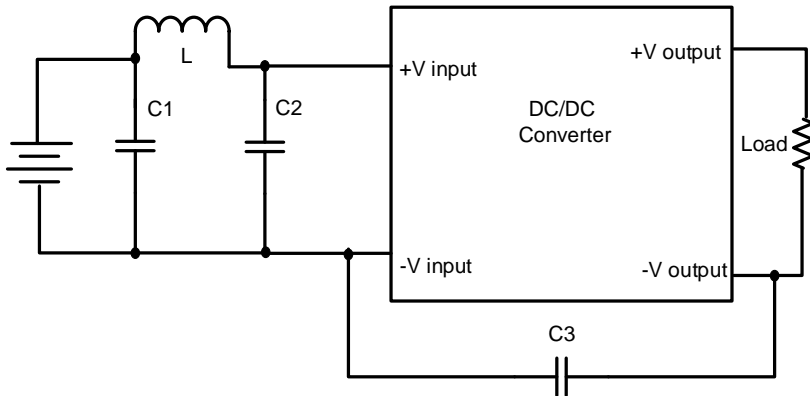 L
C1
C2
+V input
-V input
DC/DC
Converter
+V output
-V output
Load
C3